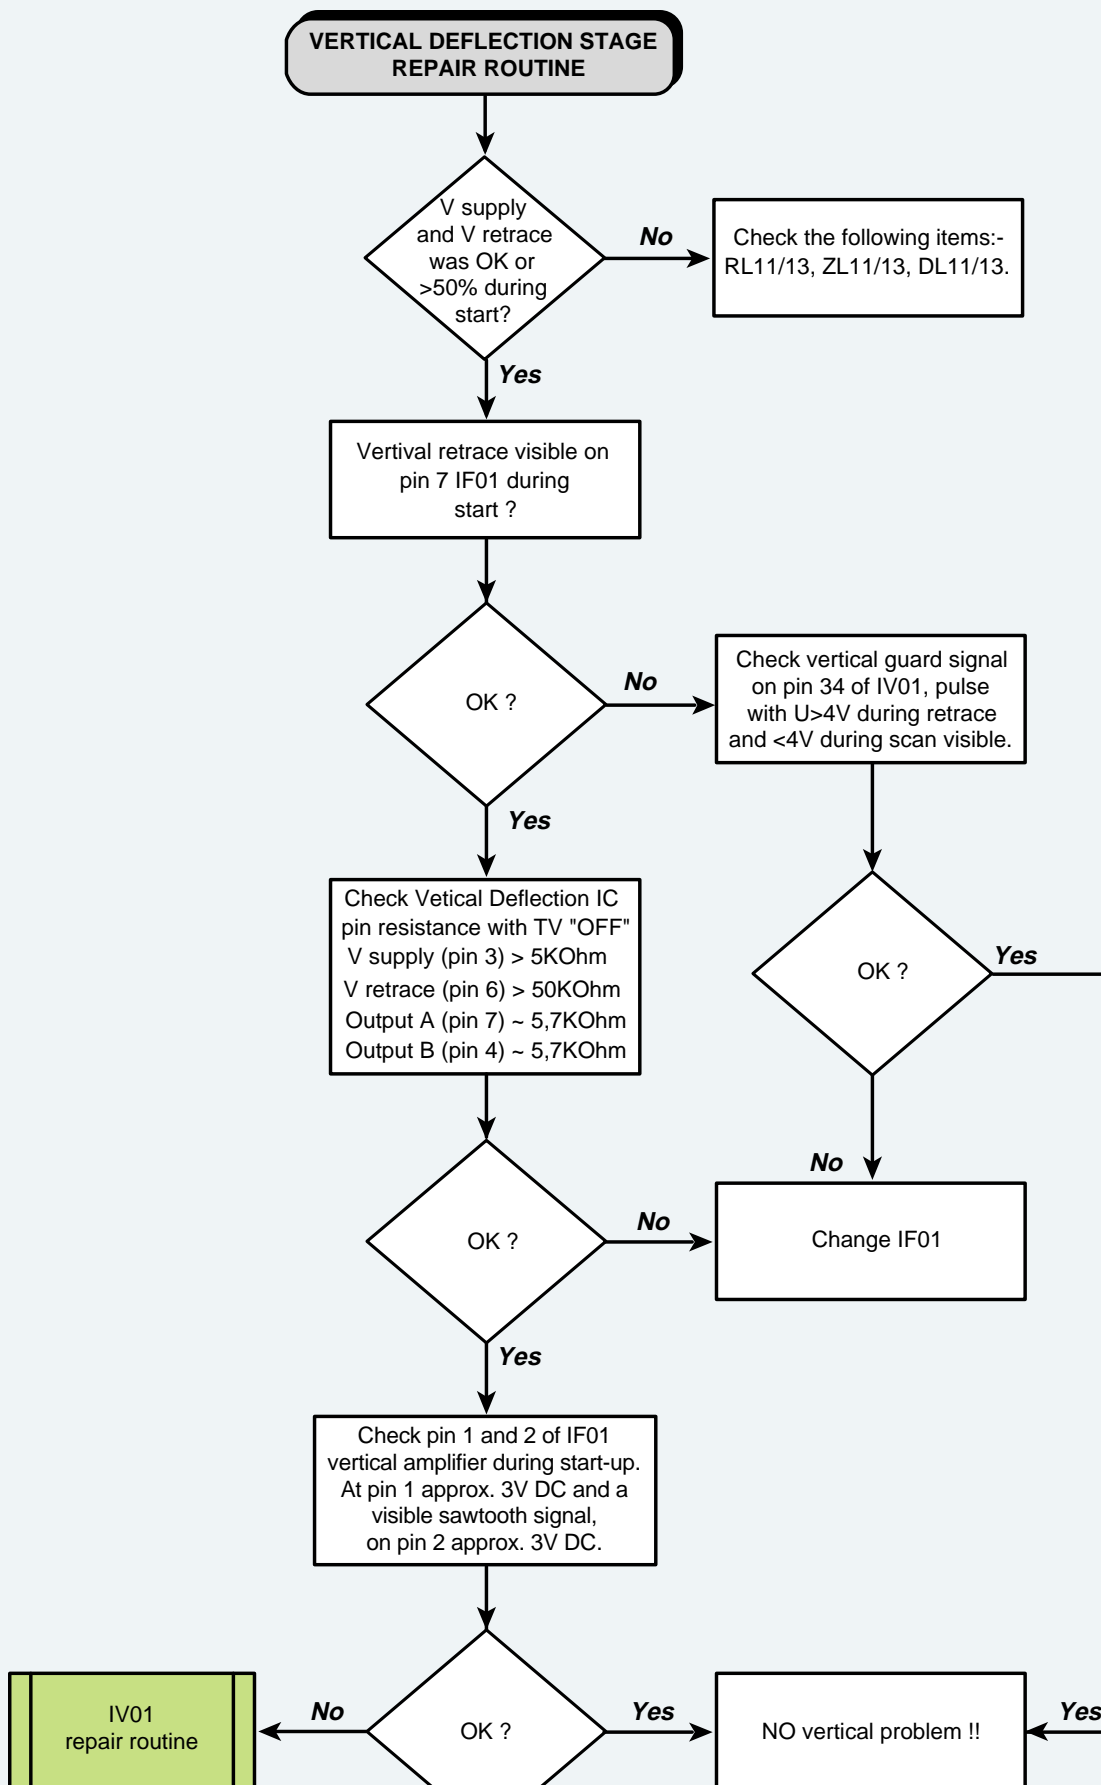 VERTICAL DEFLECTION STAGE
REPAIR ROUTINE
V supply
and V retrace
was OK or
>50% during
start?
No
Check the following items:-
RL11/13, ZL11/13, DL11/13.
Yes
Vertival retrace visible on
pin 7 IF01 during
start ?
OK ?
No
Check vertical guard signal
on pin 34 of IV01, pulse
with U>4V during retrace
and <4V during scan visible.
Yes
Check Vetical Deflection IC
pin resistance with TV "OFF"
V supply (pin 3) > 5KOhm
V retrace (pin 6) > 50KOhm
Output A (pin 7) ~ 5,7KOhm
Output B (pin 4) ~ 5,7KOhm
OK ?
Yes
No
OK ?
No
Change IF01
Yes
Check pin 1 and 2 of IF01
vertical amplifier during start-up.
At pin 1 approx. 3V DC and a
visible sawtooth signal,
on pin 2 approx. 3V DC.
IV01
repair routine
No
OK ?
Yes
NO vertical problem !!
Yes